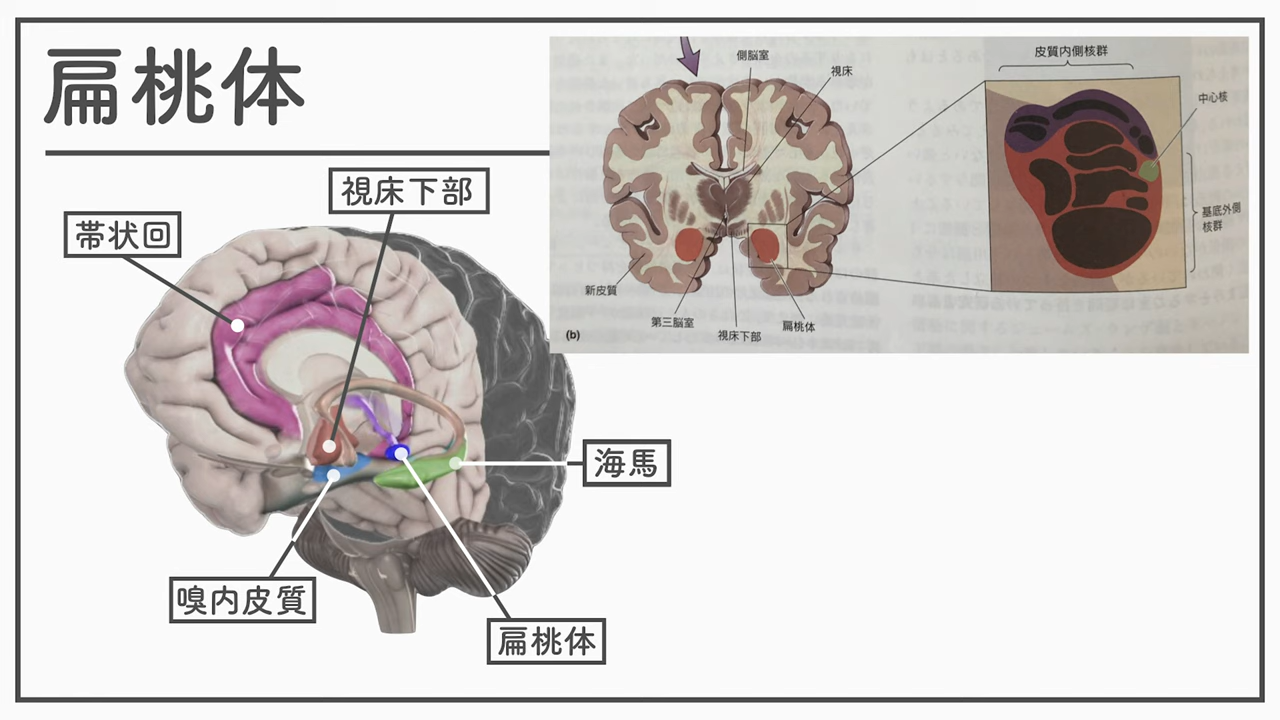 扁桃体
帯状回
視床下部
海馬
嗅内皮質
扁桃体
側脳室
視床
新皮質
第三脳室
視床下部
扁桃体
(b)
皮質内側核群
中心核
基底外側
核群